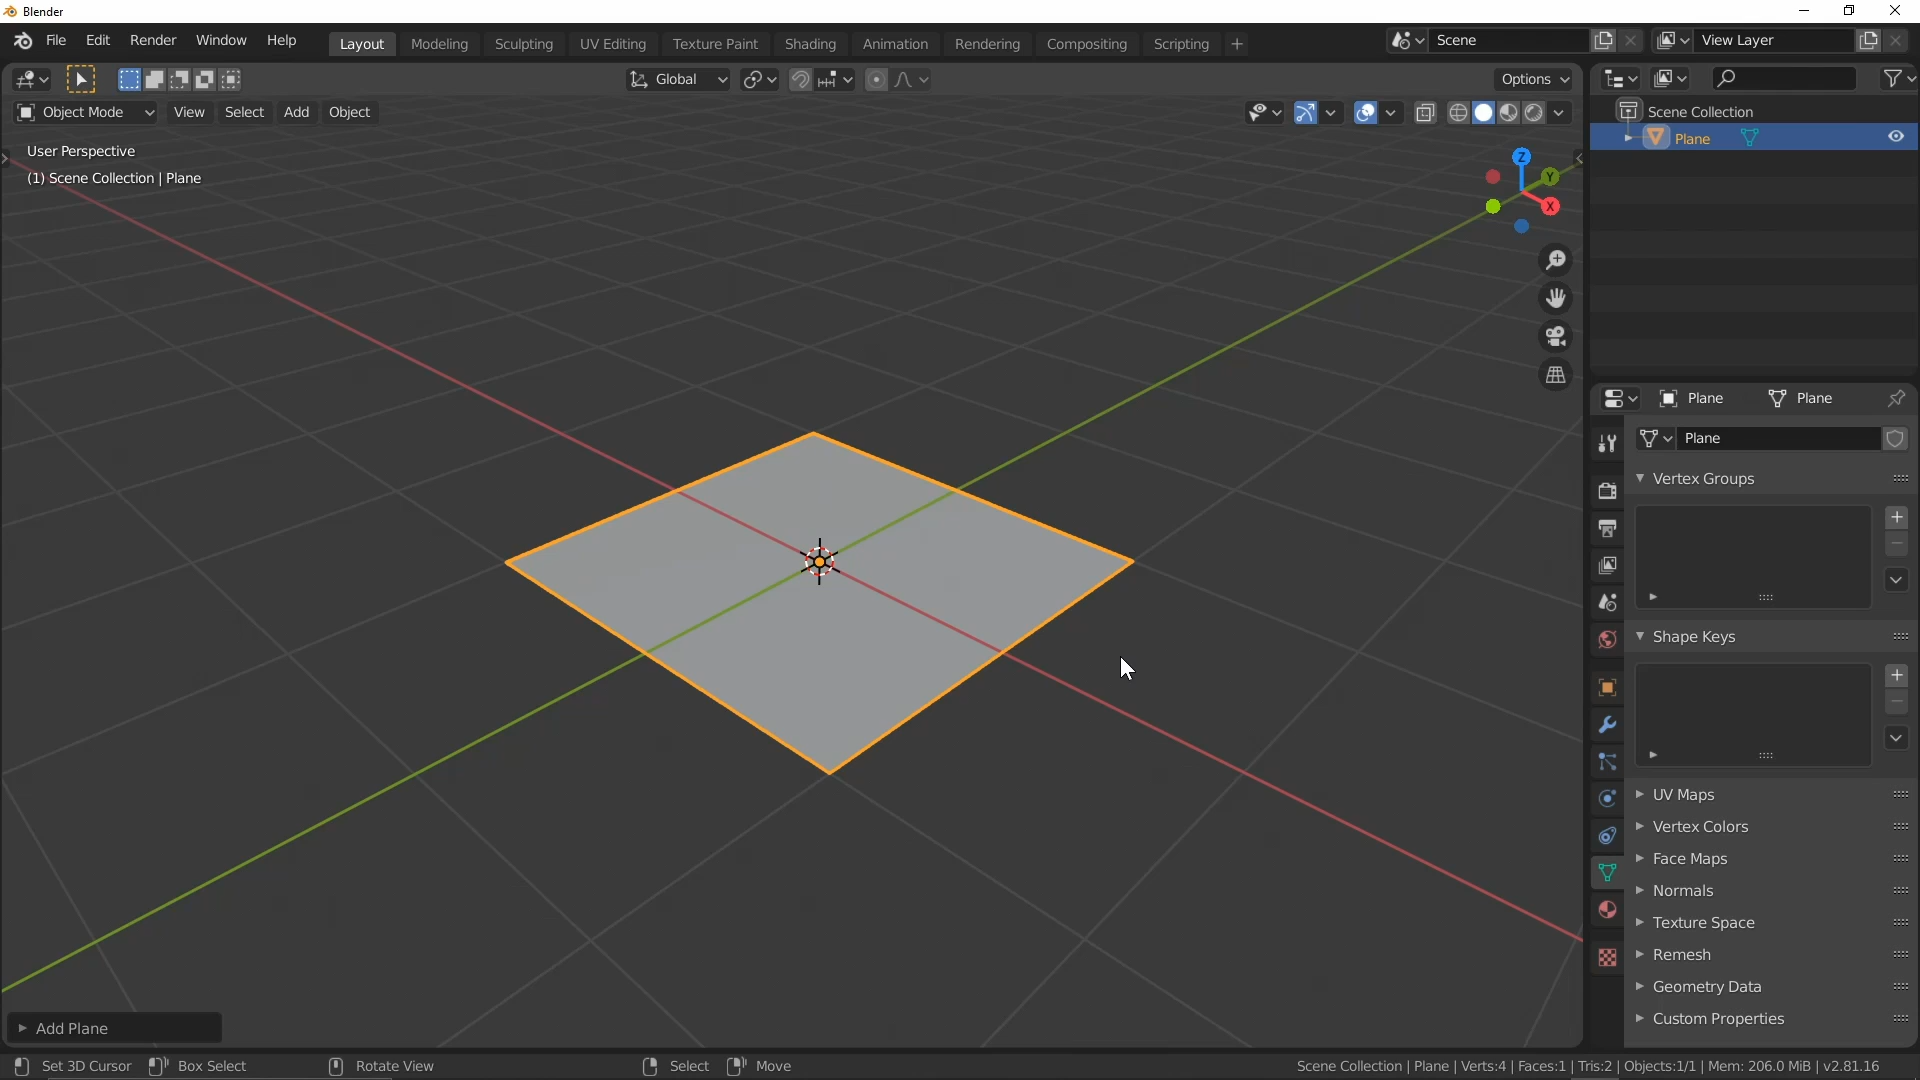 Blender
File Edit Render Window Help
Layout Modeling Sculpting UV Editing Texture Paint Shading Animation Rendering Compositing Scripting +
Scene
View Layer
Global
Options
Object Mode View Select Add Object
User Perspective
(1) Scene Collection | Plane
Z
Y
X
Scene Collection
Plane
Plane Plane
Plane
Vertex Groups
Shape Keys
UV Maps
Vertex Colors
Face Maps
Normals
Texture Space
Remesh
Geometry Data
Custom Properties
Add Plane
Set 3D Cursor Box Select Rotate View Select Move
Scene Collection | Plane | Verts:4 | Faces:1 | Tris:2 | Objects:1/1 | Mem: 206.0 MiB | v2.81.16